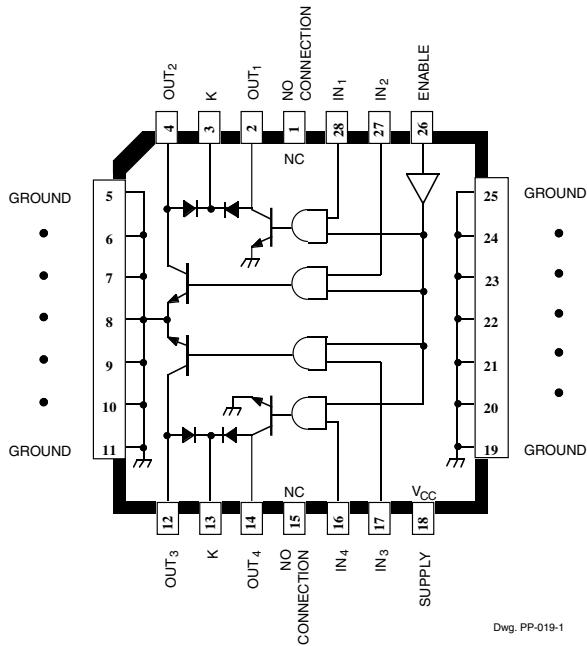 OUT2
K
OUT1
NO
CONNECTION
IN1
IN2
ENABLE
4
3
2
1
28
27
26
NC
GROUND
5
6
7
8
9
10
11
GROUND
25
24
23
22
21
20
19
GROUND
GROUND
NC
VCC
12
13
14
15
16
17
18
OUT3
K
OUT4
NO
CONNECTION
IN4
IN3
SUPPLY
Dwg. PP-019-1